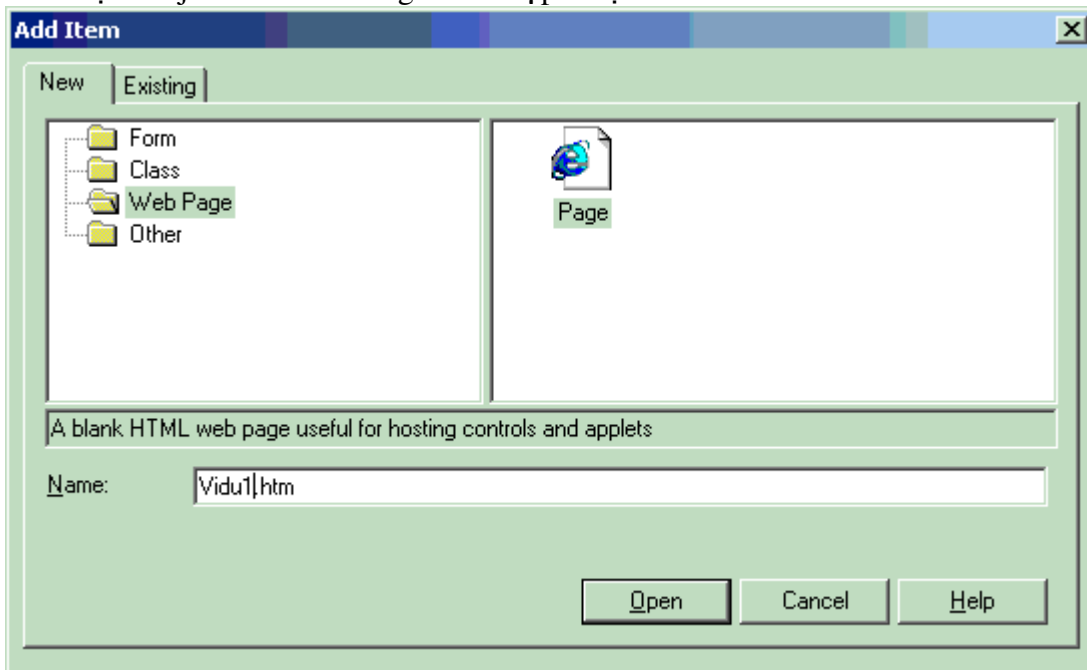 Add Item
New
Existing
Form
Class
Web Page
Other
Page
A blank HTML web page useful for hosting controls and applets
Name:
Vidu1.htm
Open
Cancel
Help